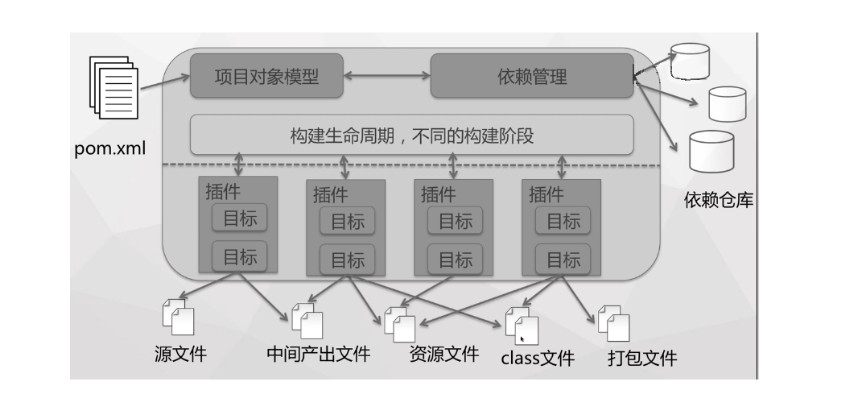 项目对象模型
依赖管理
pom.xml
构建生命周期，不同的构建阶段
依赖仓库
插件
目标
目标
插件
目标
目标
插件
目标
目标
插件
目标
目标
源文件
中间产出文件
资源文件
class文件
打包文件